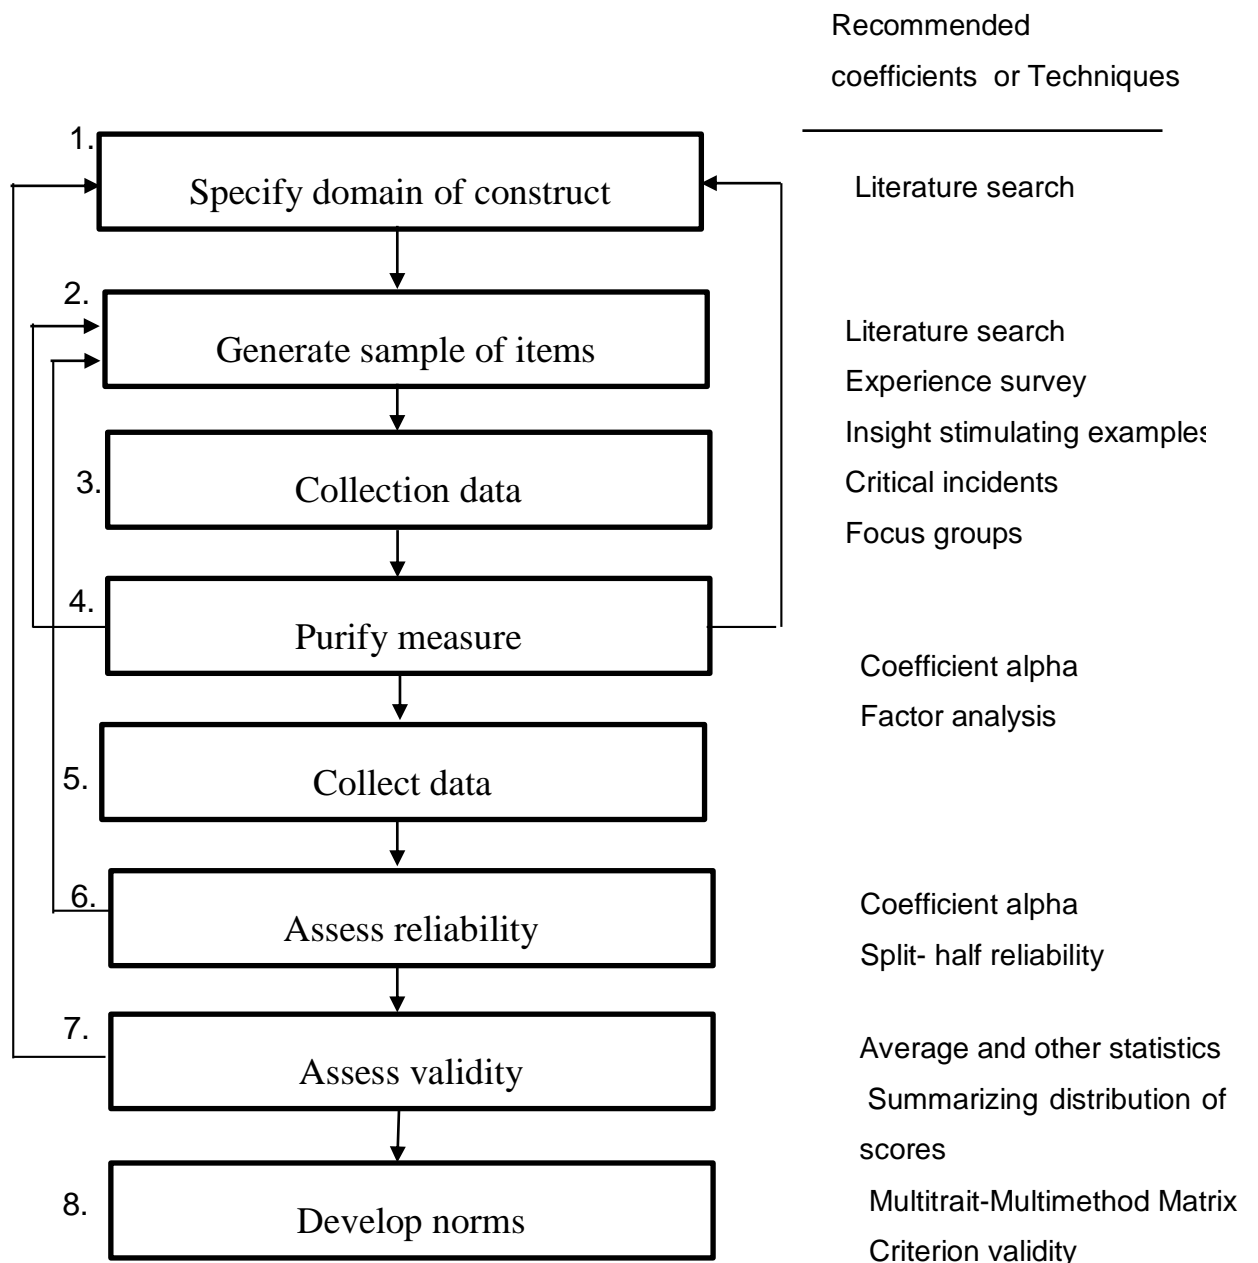 Recommended
coefficients or Techniques
1.
Specify domain of construct
Literature search
2.
Generate sample of items
Literature search
Experience survey
Insight stimulating examples
3.
Collection data
Critical incidents
Focus groups
4.
Purify measure
Coefficient alpha
Factor analysis
5.
Collect data
6.
Assess reliability
Coefficient alpha
Split- half reliability
7.
Assess validity
Average and other statistics
Summarizing distribution of
scores
8.
Develop norms
Multitrait-Multimethod Matrix
Criterion validity